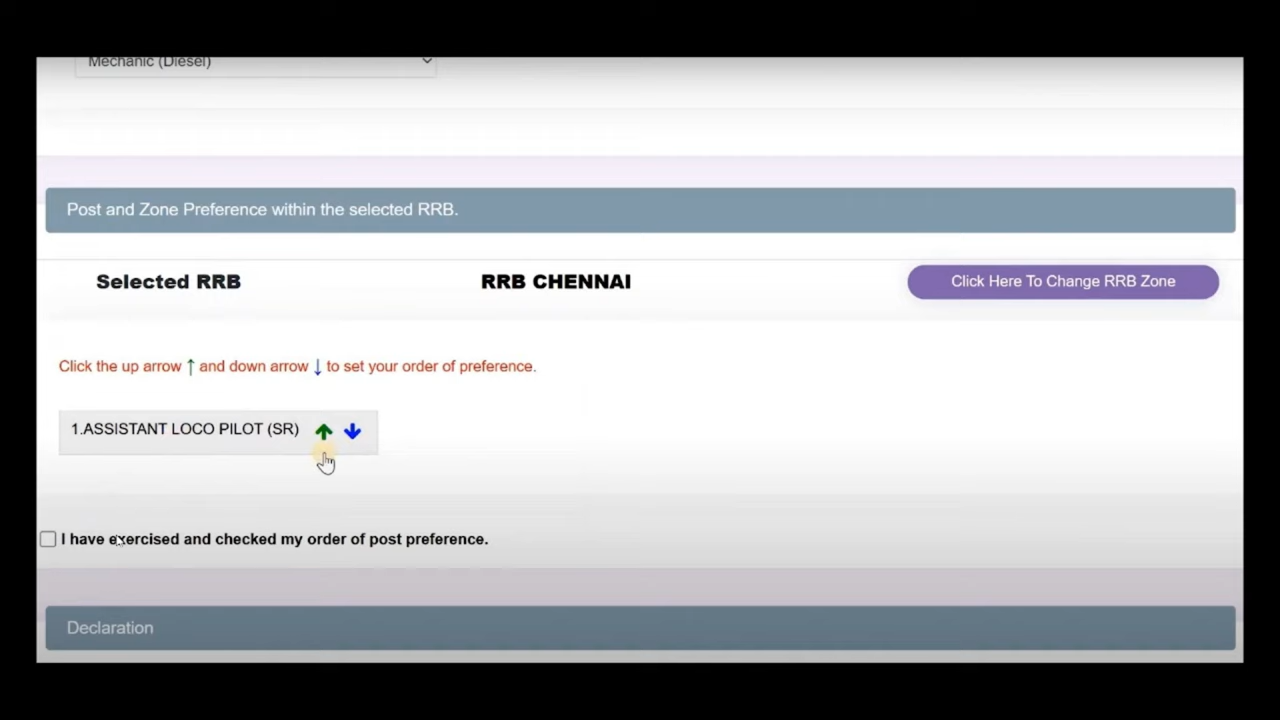 Mechanic (Diesel)
Post and Zone Preference within the selected RRB.
Selected RRB RRB CHENNAI Click Here To Change RRB Zone
Click the up arrow ↑ and down arrow ↓ to set your order of preference.
1.ASSISTANT LOCO PILOT (SR)
I have exercised and checked my order of post preference.
Declaration